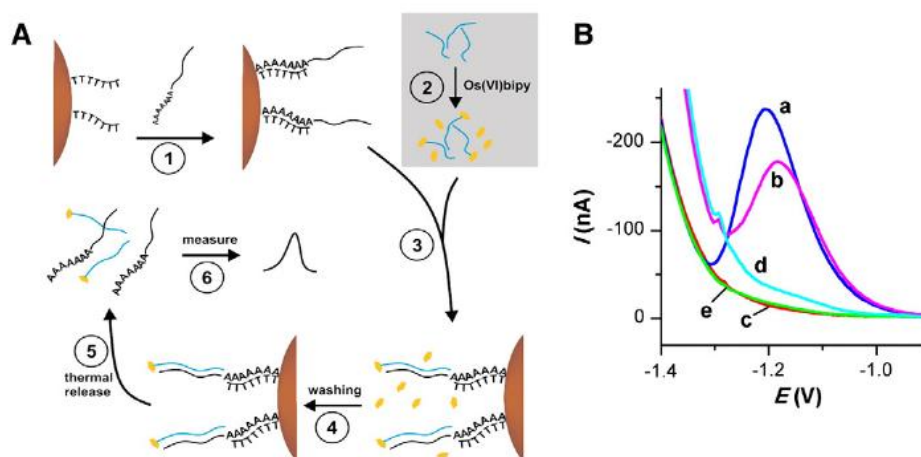 A
B
2
Os(VI)bipy
1
3
measure
6
5
thermal
release
washing
4
I (nA)
-200
-100
0
a
b
d
e
c
-1.4
-1.2
-1.0
E (V)